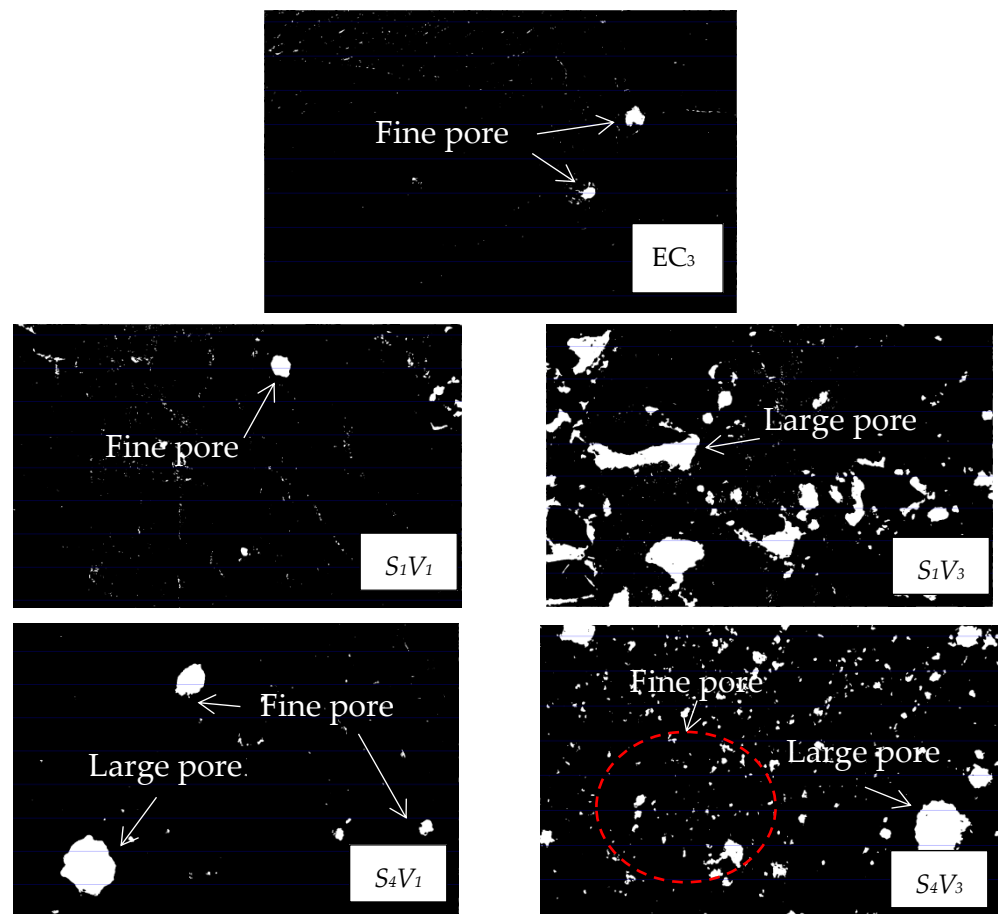 Fine pore
EC₃
Fine pore
S₁V₁
Large pore
S₁V₃
Fine pore
Large pore
S₄V₁
Fine pore
Large pore
S₄V₃